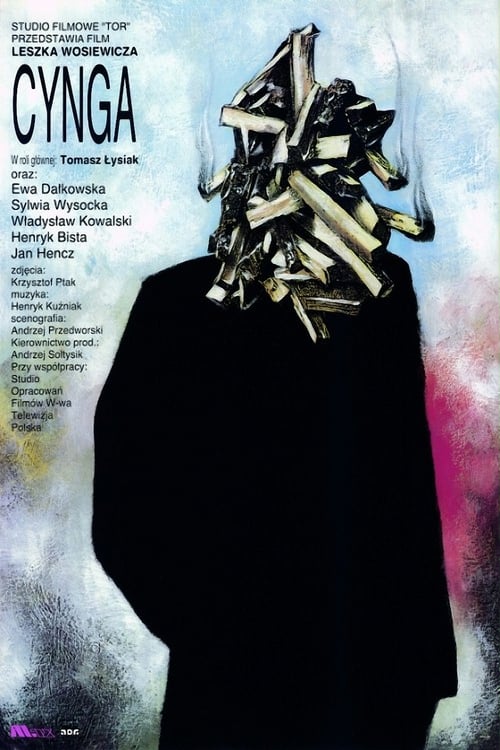 STUDIO FILMOWE "TOR"
PRZEDSTAWIA FILM
LESZKA WOSIEWICZA
CYNGA
W roli głównej: Tomasz Łysiak
oraz:
Ewa Dałkowska
Sylwia Wysocka
Władysław Kowalski
Henryk Bista
Jan Hencz
zdjęcia:
Krzysztof Ptak
muzyka:
Henryk Kuźniak
scenografia:
Andrzej Przedworski
Kierownictwo prod.:
Andrzej Sołtysik
Przy współpracy:
Studio
Opracowań
Filmów W-wa
Telewizja
Polska